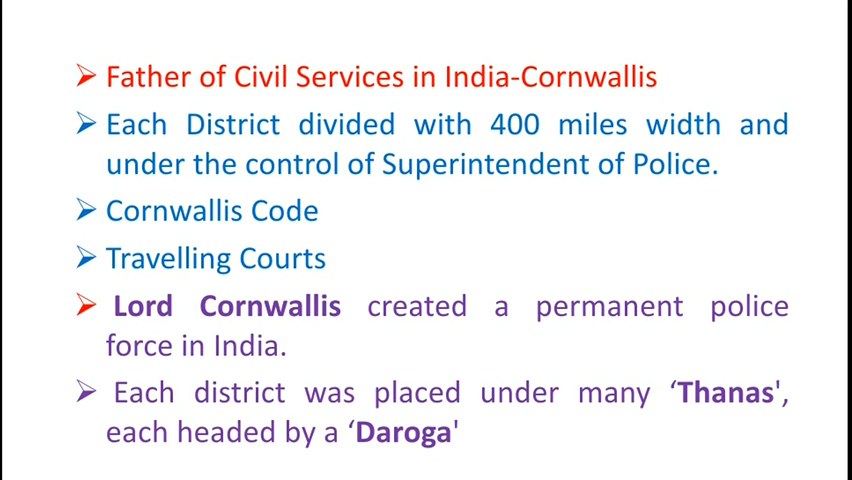 ➢ Father of Civil Services in India-Cornwallis
➢ Each District divided with 400 miles width and
under the control of Superintendent of Police.
➢ Cornwallis Code
➢ Travelling Courts
➢ Lord Cornwallis created a permanent police
force in India.
➢ Each district was placed under many ‘Thanas',
each headed by a ‘Daroga'